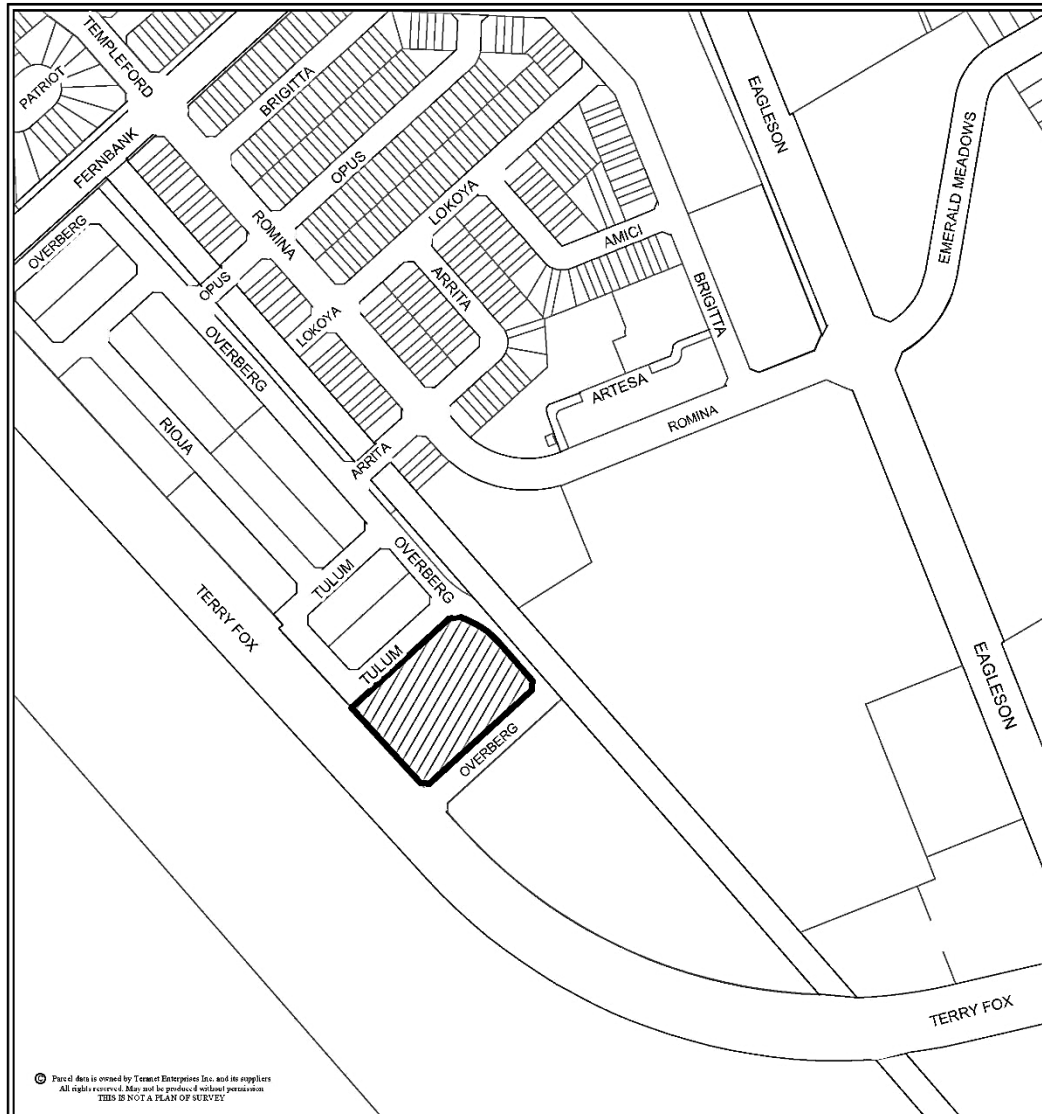 TEMPLEFORD
PATRIOT
BRIGITTA
EAGLESON
FERNBANK
OPUS
EMERALD MEADOWS
LOKOYA
OVERBERG
ROMINA
AMICI
OPUS
ARRITA
BRIGITTA
LOKOYA
OVERBERG
ARTESA
ROMINA
RIOJA
ARRITA
OVERBERG
TULUM
TERRY FOX
TULUM
EAGLESON
OVERBERG
TERRY FOX
© Parcel data is owned by Teranet Enterprises Inc. and its suppliers
All rights reserved. May not be produced without permission
THIS IS NOT A PLAN OF SURVEY